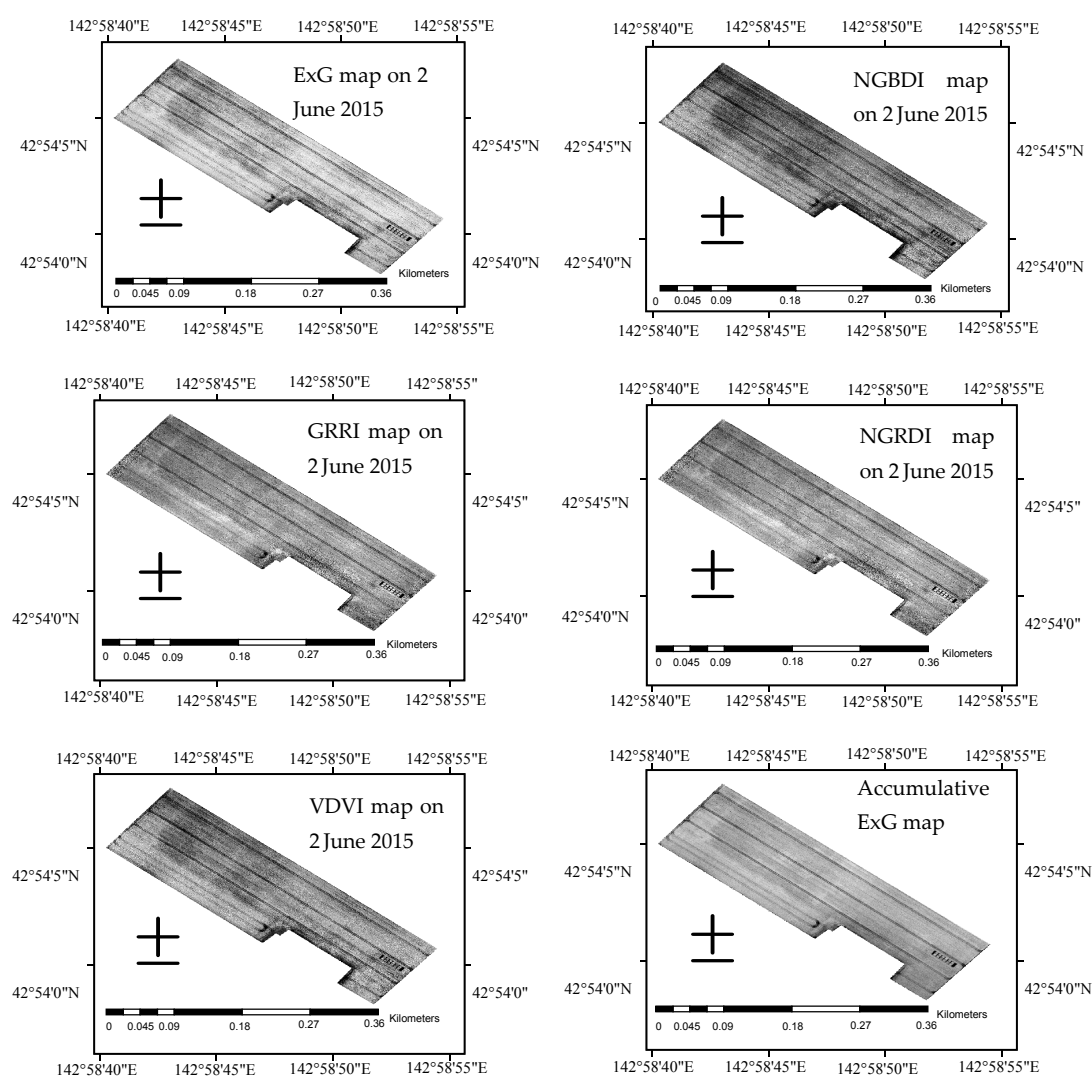 142°58'40"E 142°58'45"E 142°58'50"E 142°58'55"E
ExG map on 2
June 2015
42°54'5"N 42°54'5"N
42°54'0"N 42°54'0"N
Kilometers
0 0.045 0.09 0.18 0.27 0.36
142°58'40"E 142°58'45"E 142°58'50"E 142°58'55"E
142°58'40"E 142°58'45"E 142°58'50"E 142°58'55"E
NGBDI map
on 2 June 2015
42°54'5"N 42°54'5"N
42°54'0"N 42°54'0"N
Kilometers
0 0.045 0.09 0.18 0.27 0.36
142°58'40"E 142°58'45"E 142°58'50"E 142°58'55"E
142°58'40"E 142°58'45"E 142°58'50"E 142°58'55"
GRRI map on
2 June 2015
42°54'5"N 42°54'5"
42°54'0"N 42°54'0"
Kilometers
0 0.045 0.09 0.18 0.27 0.36
142°58'40"E 142°58'45"E 142°58'50"E 142°58'55"E
142°58'40"E 142°58'45"E 142°58'50"E 142°58'55"E
NGRDI map
on 2 June 2015
42°54'5"N 42°54'5"
42°54'0"N 42°54'0"
Kilometers
0 0.045 0.09 0.18 0.27 0.36
142°58'40"E 142°58'45"E 142°58'50"E 142°58'55"E
142°58'40"E 142°58'45"E 142°58'50"E 142°58'55"E
VDVI map on
2 June 2015
42°54'5"N 42°54'5"
42°54'0"N 42°54'0"
Kilometers
0 0.045 0.09 0.18 0.27 0.36
142°58'40"E 142°58'45"E 142°58'50"E 142°58'55"E
142°58'40"E 142°58'45"E 142°58'50"E 142°58'55"E
Accumulative
ExG map
42°54'5"N 42°54'5"N
42°54'0"N 42°54'0"N
Kilometers
0 0.045 0.09 0.18 0.27 0.36
142°58'40"E 142°58'45"E 142°58'50"E 142°58'55"E